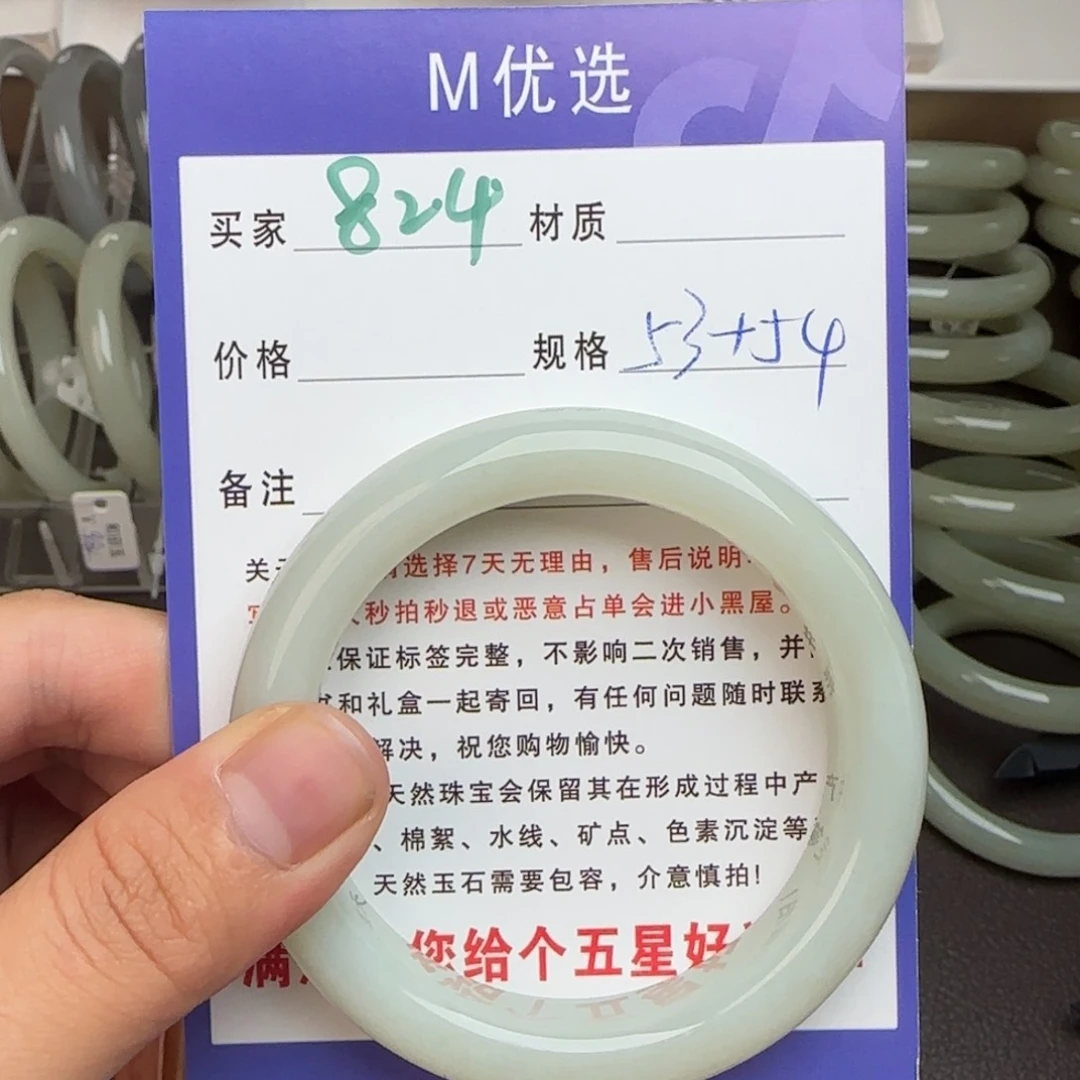 M优选
买家 824 材质
价格 规格 53+54
备注
关 选择7天无理由，售后说明
秒拍秒退或恶意占单会进小黑屋。
保证标签完整，不影响二次销售，并
和礼盒一起寄回，有任何问题随时联系
解决，祝您购物愉快。
天然珠宝会保留其在形成过程中产
、棉絮、水线、矿点、色素沉淀等
天然玉石需要包容，介意慎拍！
满 您给个五星好